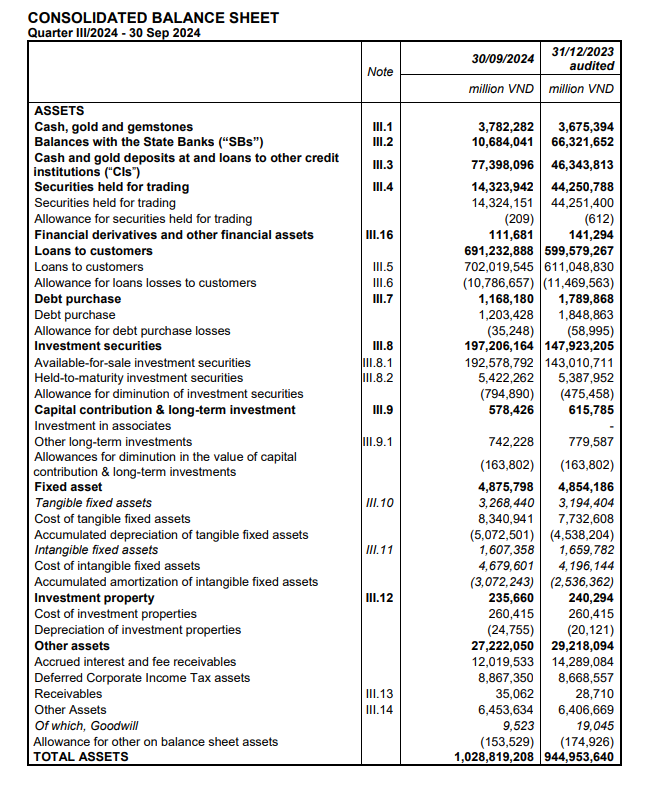 CONSOLIDATED BALANCE SHEET
Quarter III/2024 - 30 Sep 2024
Note 30/09/2024 31/12/2023 audited
million VND million VND
ASSETS
Cash, gold and gemstones III.1 3,782,282 3,675,394
Balances with the State Banks (“SBs”) III.2 10,684,041 66,321,652
Cash and gold deposits at and loans to other credit
institutions (“CIs”) III.3 77,398,096 46,343,813
Securities held for trading III.4 14,323,942 44,250,788
Securities held for trading 14,324,151 44,251,400
Allowance for securities held for trading (209) (612)
Financial derivatives and other financial assets III.16 111,681 141,294
Loans to customers 691,232,888 599,579,267
Loans to customers III.5 702,019,545 611,048,830
Allowance for loans losses to customers III.6 (10,786,657) (11,469,563)
Debt purchase III.7 1,168,180 1,789,868
Debt purchase 1,203,428 1,848,863
Allowance for debt purchase losses (35,248) (58,995)
Investment securities III.8 197,206,164 147,923,205
Available-for-sale investment securities III.8.1 192,578,792 143,010,711
Held-to-maturity investment securities III.8.2 5,422,262 5,387,952
Allowance for diminution of investment securities (794,890) (475,458)
Capital contribution & long-term investment III.9 578,426 615,785
Investment in associates -
Other long-term investments III.9.1 742,228 779,587
Allowances for diminution in the value of capital
contribution & long-term investments (163,802) (163,802)
Fixed asset 4,875,798 4,854,186
Tangible fixed assets III.10 3,268,440 3,194,404
Cost of tangible fixed assets 8,340,941 7,732,608
Accumulated depreciation of tangible fixed assets (5,072,501) (4,538,204)
Intangible fixed assets III.11 1,607,358 1,659,782
Cost of intangible fixed assets 4,679,601 4,196,144
Accumulated amortization of intangible fixed assets (3,072,243) (2,536,362)
Investment property III.12 235,660 240,294
Cost of investment properties 260,415 260,415
Depreciation of investment properties (24,755) (20,121)
Other assets 27,222,050 29,218,094
Accrued interest and fee receivables 12,019,533 14,289,084
Deferred Corporate Income Tax assets 8,867,350 8,668,557
Receivables III.13 35,062 28,710
Other Assets III.14 6,453,634 6,406,669
Of which, Goodwill 9,523 19,045
Allowance for other on balance sheet assets (153,529) (174,926)
TOTAL ASSETS 1,028,819,208 944,953,640